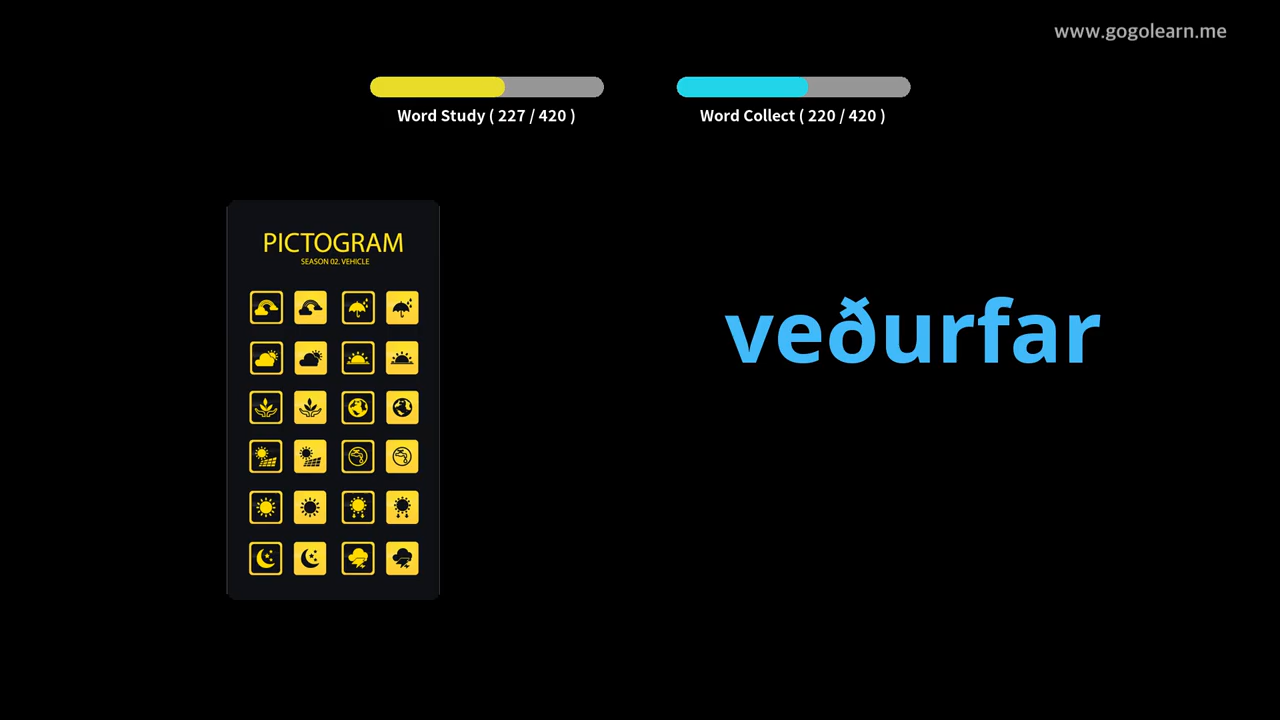 www.gogolearn.me
Word Study ( 227 / 420 )
Word Collect ( 220 / 420 )
PICTOGRAM
SEASON 02. VEHICLE
veðurfar